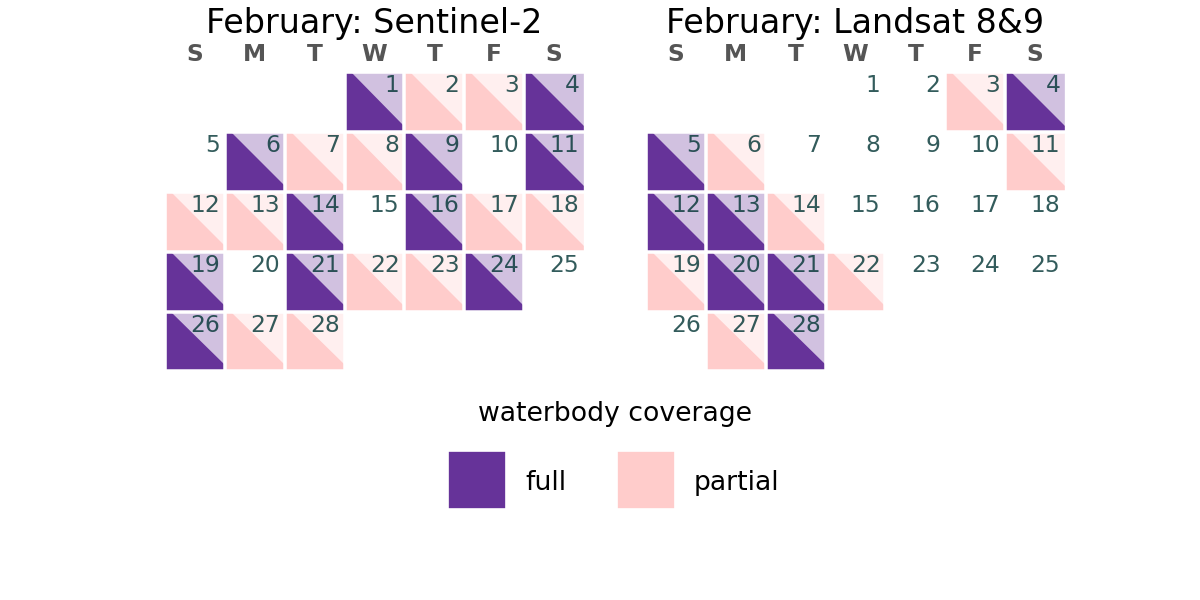 February: Sentinel-2
S M T W T F S
1 2 3 4
5 6 7 8 9 10 11
12 13 14 15 16 17 18
19 20 21 22 23 24 25
26 27 28
February: Landsat 8&9
S M T W T F S
1 2 3 4
5 6 7 8 9 10 11
12 13 14 15 16 17 18
19 20 21 22 23 24 25
26 27 28
waterbody coverage
full
partial